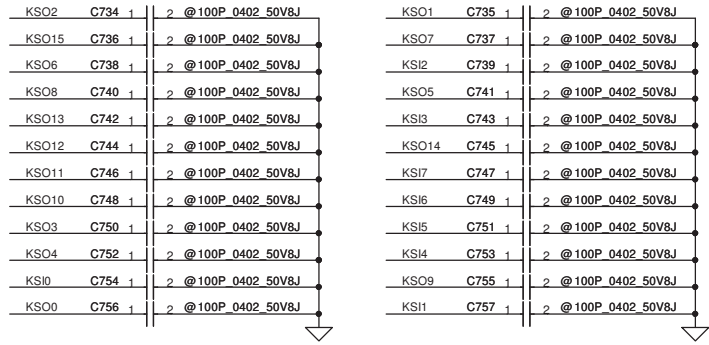 KSO2 C734 1 2 @100P_0402_50V8J
KSO15 C736 1 2 @100P_0402_50V8J
KSO6 C738 1 2 @100P_0402_50V8J
KSO8 C740 1 2 @100P_0402_50V8J
KSO13 C742 1 2 @100P_0402_50V8J
KSO12 C744 1 2 @100P_0402_50V8J
KSO11 C746 1 2 @100P_0402_50V8J
KSO10 C748 1 2 @100P_0402_50V8J
KSO3 C750 1 2 @100P_0402_50V8J
KSO4 C752 1 2 @100P_0402_50V8J
KSI0 C754 1 2 @100P_0402_50V8J
KSO0 C756 1 2 @100P_0402_50V8J
KSO1 C735 1 2 @100P_0402_50V8J
KSO7 C737 1 2 @100P_0402_50V8J
KSI2 C739 1 2 @100P_0402_50V8J
KSO5 C741 1 2 @100P_0402_50V8J
KSI3 C743 1 2 @100P_0402_50V8J
KSO14 C745 1 2 @100P_0402_50V8J
KSI7 C747 1 2 @100P_0402_50V8J
KSI6 C749 1 2 @100P_0402_50V8J
KSI5 C751 1 2 @100P_0402_50V8J
KSI4 C753 1 2 @100P_0402_50V8J
KSO9 C755 1 2 @100P_0402_50V8J
KSI1 C757 1 2 @100P_0402_50V8J